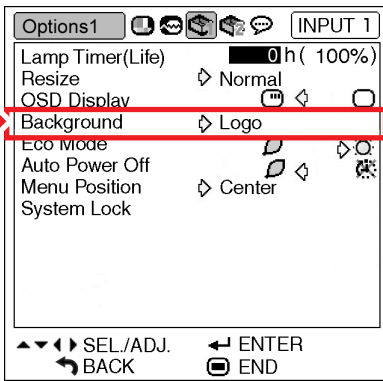 Options1 INPUT 1
Lamp Timer(Life) 0 h ( 100%)
Resize Normal
OSD Display
Background Logo
Eco Mode
Auto Power Off
Menu Position Center
System Lock
SEL./ADJ. ENTER
BACK END